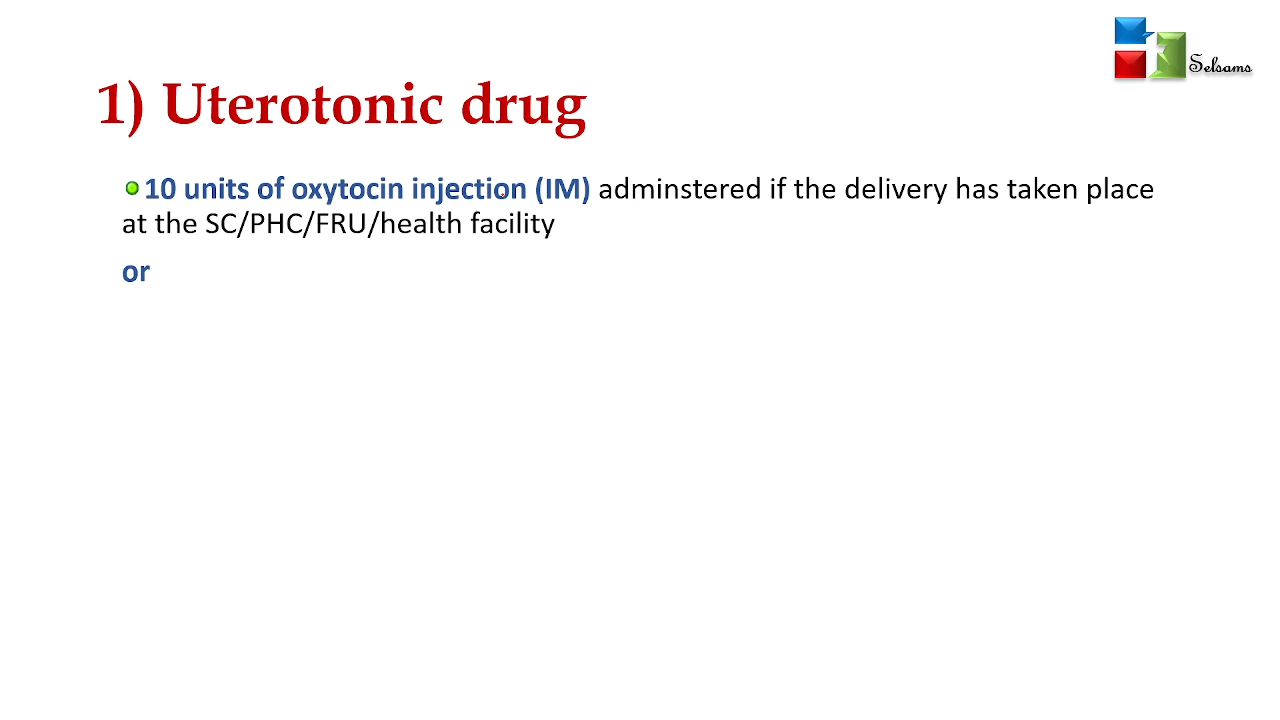 Selsams
1) Uterotonic drug
10 units of oxytocin injection (IM) adminstered if the delivery has taken place
at the SC/PHC/FRU/health facility
or